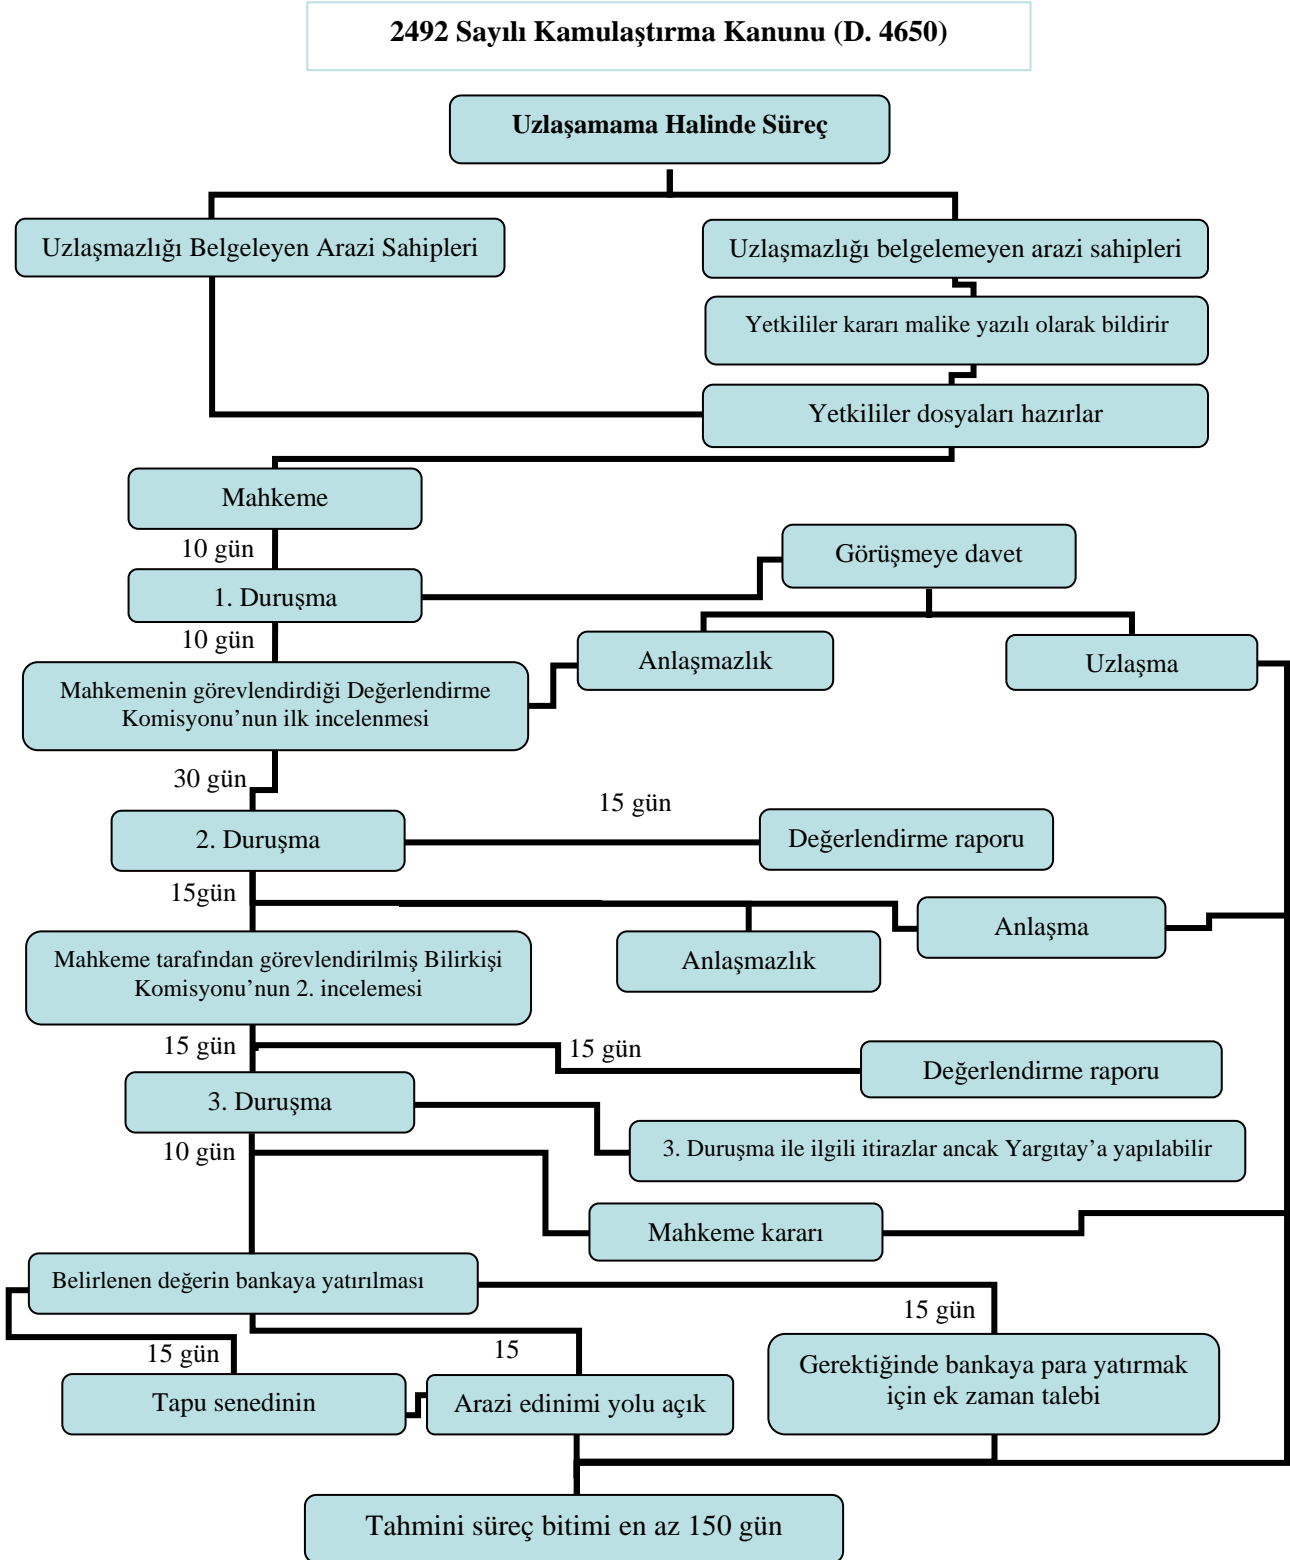 2492 Sayılı Kamulaştırma Kanunu (D. 4650)
Uzlaşamama Halinde Süreç
Uzlaşmazlığı Belgeleyen Arazi Sahipleri
Uzlaşmazlığı belgelemeyen arazi sahipleri
Yetkililer kararı malike yazılı olarak bildirir
Yetkililer dosyaları hazırlar
Mahkeme
10 gün
Görüşmeye davet
1. Duruşma
10 gün
Anlaşmazlık
Uzlaşma
Mahkemenin görevlendirdiği Değerlendirme
Komisyonu’nun ilk incelenmesi
30 gün
15 gün
2. Duruşma
Değerlendirme raporu
15gün
Anlaşma
Anlaşmazlık
Mahkeme tarafından görevlendirilmiş Bilirkişi
Komisyonu’nun 2. incelemesi
15 gün
15 gün
Değerlendirme raporu
3. Duruşma
10 gün
3. Duruşma ile ilgili itirazlar ancak Yargıtay’a yapılabilir
Mahkeme kararı
Belirlenen değerin bankaya yatırılması
15 gün
15 gün
15
Gerektiğinde bankaya para yatırmak
için ek zaman talebi
Tapu senedinin
Arazi edinimi yolu açık
Tahmini süreç bitimi en az 150 gün